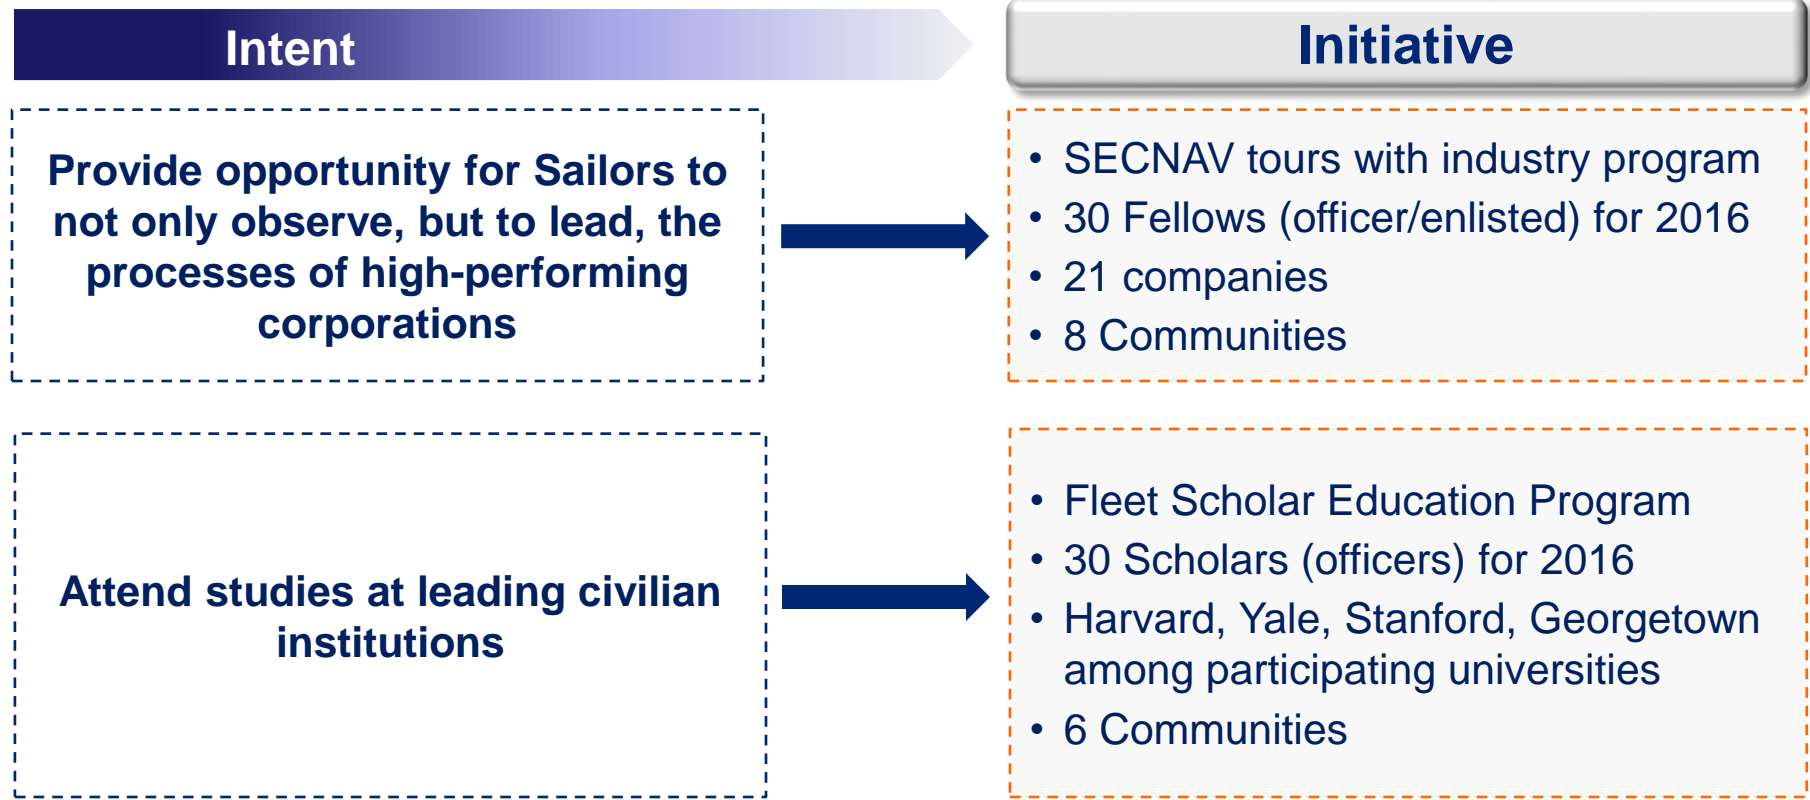 Intent
Initiative
Provide opportunity for Sailors to
not only observe, but to lead, the
processes of high-performing
corporations
• SECNAV tours with industry program
• 30 Fellows (officer/enlisted) for 2016
• 21 companies
• 8 Communities
Attend studies at leading civilian
institutions
• Fleet Scholar Education Program
• 30 Scholars (officers) for 2016
• Harvard, Yale, Stanford, Georgetown
among participating universities
• 6 Communities